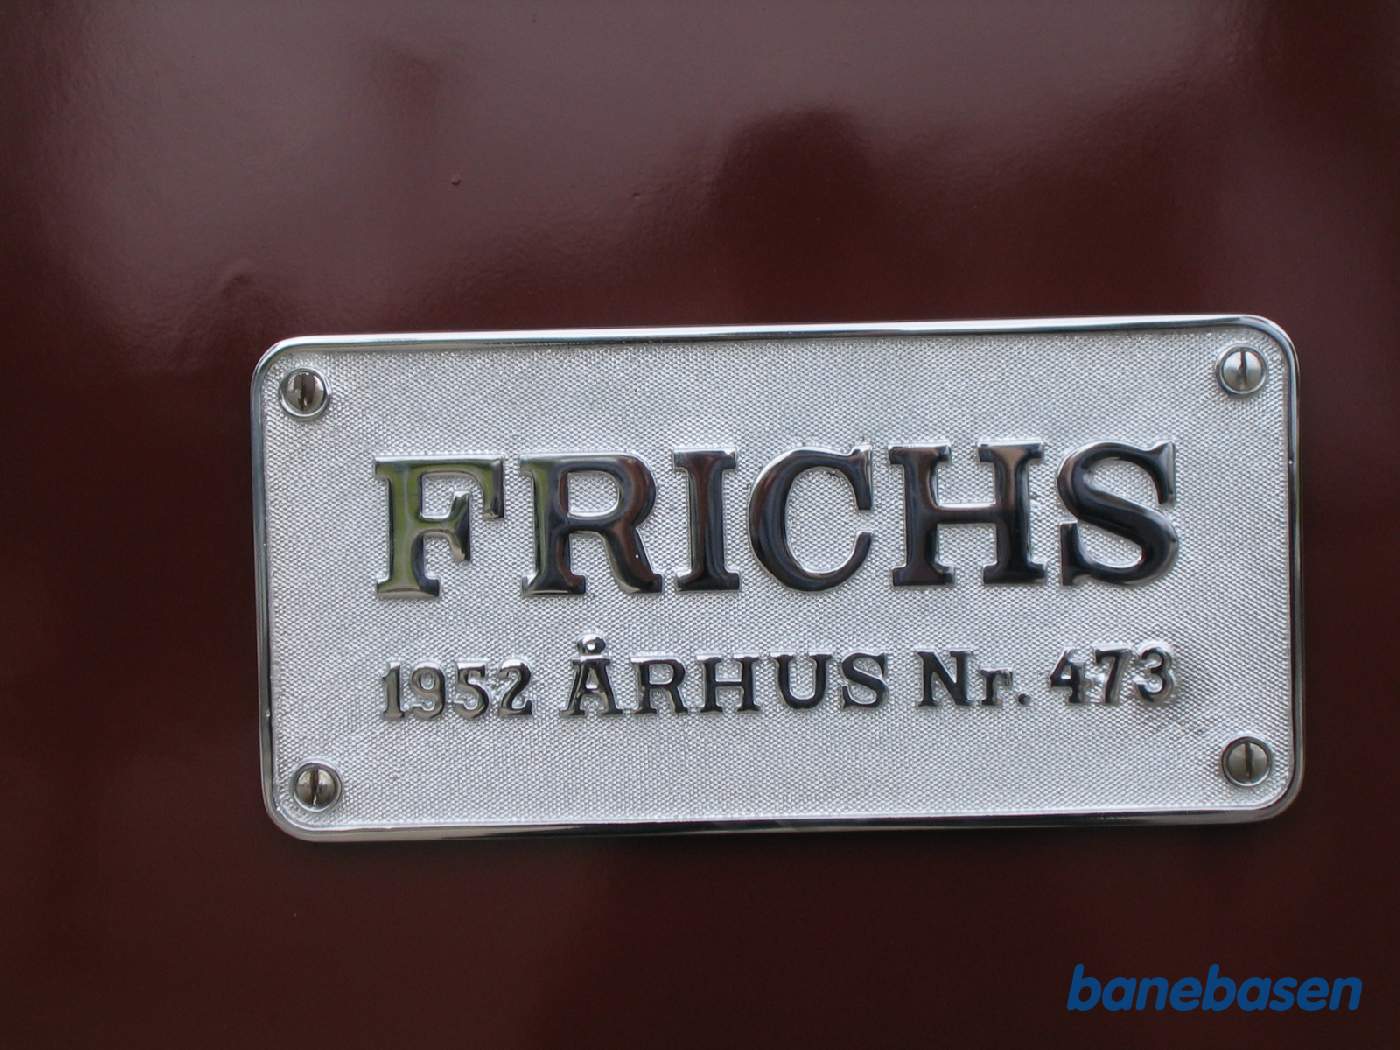 FRICHS
1952 ÅRHUS Nr. 473
banebasen